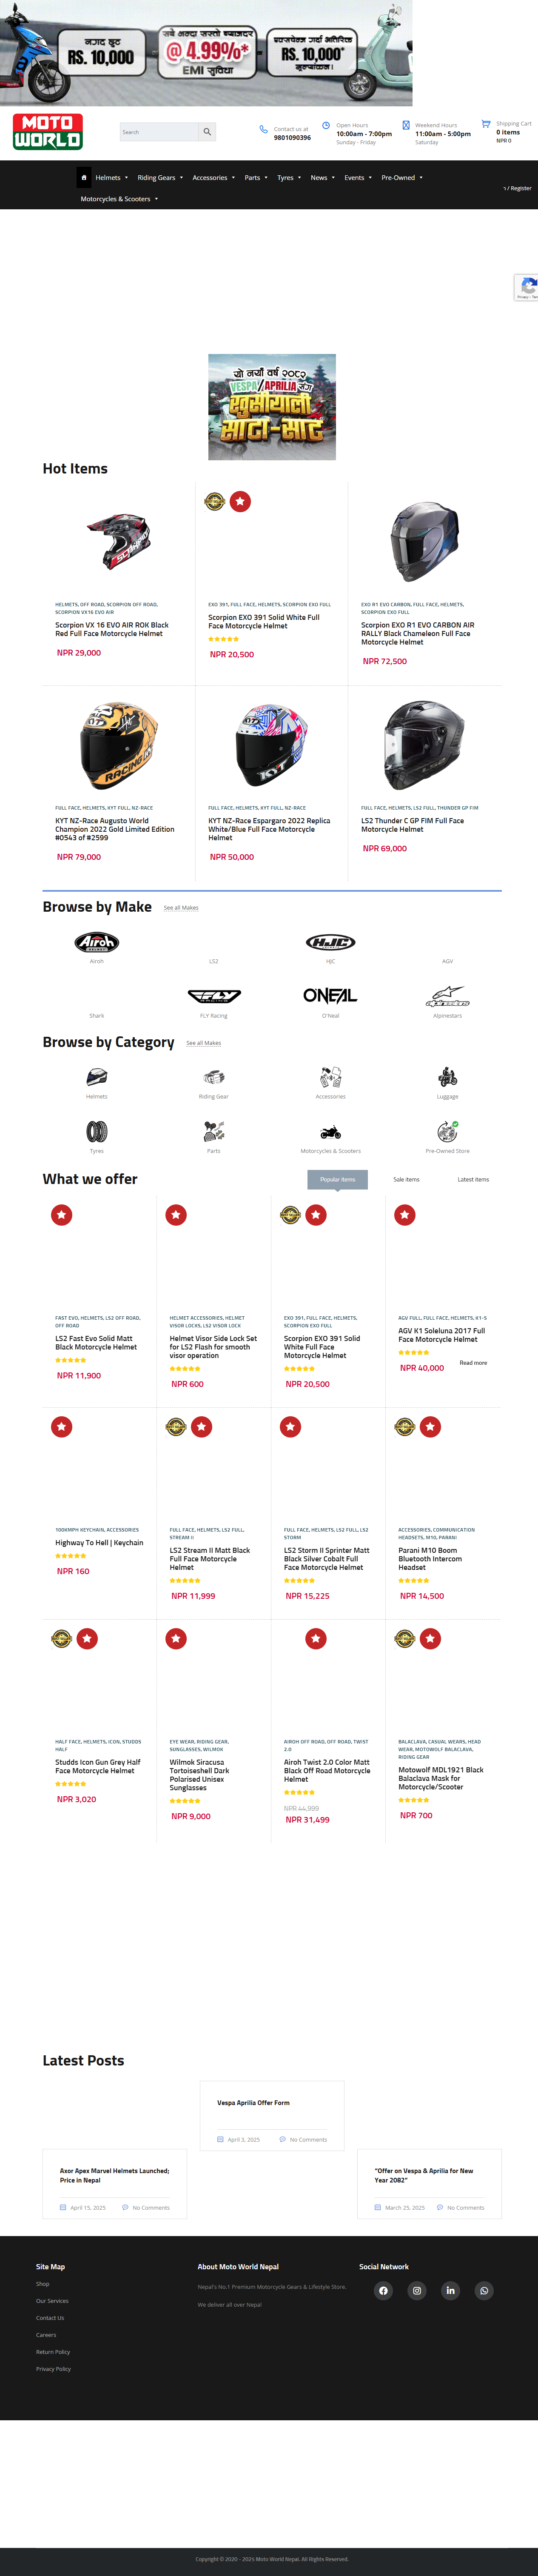 नगद छुट
RS. 10,000
सबै भन्दा सस्तो ब्याजदर
@ 4.99%*
EMI सुविधा
एक्सचेन्ज बोनस
RS. 10,000*
MOTO
WORLD
Search
Contact us at
9801090396
Open Hours
10:00am - 7:00pm
Sunday - Friday
Weekend Hours
11:00am - 5:00pm
Saturday
Shopping Cart
0 items
NPR 0
Helmets
Riding Gears
Accessories
Parts
Tyres
News
Events
Pre-Owned
/ Register
Motorcycles & Scooters
यो नयाँ वर्ष २०८२
VESPA/APRILIA संग
खुसीयाली
साटा-साट
Hot Items
HELMETS, OFF ROAD, SCORPION OFF ROAD,
SCORPION VX16 EVO AIR
Scorpion VX 16 EVO AIR ROK Black
Red Full Face Motorcycle Helmet
NPR 29,000
EXO 391, FULL FACE, HELMETS, SCORPION EXO FULL
Scorpion EXO 391 Solid White Full
Face Motorcycle Helmet
NPR 20,500
EXO R1 EVO CARBON, FULL FACE, HELMETS,
SCORPION EXO FULL
Scorpion EXO R1 EVO CARBON AIR
RALLY Black Chameleon Full Face
Motorcycle Helmet
NPR 72,500
FULL FACE, HELMETS, KYT FULL, NZ-RACE
KYT NZ-Race Augusto World
Champion 2022 Gold Limited Edition
#0543 of #2599
NPR 79,000
FULL FACE, HELMETS, KYT FULL, NZ-RACE
KYT NZ-Race Espargaro 2022 Replica
White/Blue Full Face Motorcycle
Helmet
NPR 50,000
FULL FACE, HELMETS, LS2 FULL, THUNDER GP FIM
LS2 Thunder C GP FIM Full Face
Motorcycle Helmet
NPR 69,000
Browse by Make
See all Makes
Airoh
Airoh
LS2
HJC
HJC
AGV
Shark
FLY
FLY Racing
O'NEAL
O'Neal
alpinestars
Alpinestars
Browse by Category
See all Makes
Helmets
Riding Gear
Accessories
Luggage
Tyres
Parts
Motorcycles & Scooters
Pre-Owned Store
What we offer
Popular items
Sale items
Latest items
FAST EVO, HELMETS, LS2 OFF ROAD,
OFF ROAD
LS2 Fast Evo Solid Matt
Black Motorcycle Helmet
NPR 11,900
HELMET ACCESSORIES, HELMET
VISOR LOCKS, LS2 VISOR LOCK
Helmet Visor Side Lock Set
for LS2 Flash for smooth
visor operation
NPR 600
EXO 391, FULL FACE, HELMETS,
SCORPION EXO FULL
Scorpion EXO 391 Solid
White Full Face
Motorcycle Helmet
NPR 20,500
AGV FULL, FULL FACE, HELMETS, K1-S
AGV K1 Soleluna 2017 Full
Face Motorcycle Helmet
NPR 40,000
Read more
100KMPH KEYCHAIN, ACCESSORIES
Highway To Hell | Keychain
NPR 160
FULL FACE, HELMETS, LS2 FULL,
STREAM II
LS2 Stream II Matt Black
Full Face Motorcycle
Helmet
NPR 11,999
FULL FACE, HELMETS, LS2 FULL, LS2
STORM
LS2 Storm II Sprinter Matt
Black Silver Cobalt Full
Face Motorcycle Helmet
NPR 15,225
ACCESSORIES, COMMUNICATION
HEADSETS, M10, PARANI
Parani M10 Boom
Bluetooth Intercom
Headset
NPR 14,500
HALF FACE, HELMETS, ICON, STUDDS
HALF
Studds Icon Gun Grey Half
Face Motorcycle Helmet
NPR 3,020
EYE WEAR, RIDING GEAR,
SUNGLASSES, WILMOK
Wilmok Siracusa
Tortoiseshell Dark
Polarised Unisex
Sunglasses
NPR 9,000
AIROH OFF ROAD, OFF ROAD, TWIST
2.0
Airoh Twist 2.0 Color Matt
Black Off Road Motorcycle
Helmet
NPR 44,999
NPR 31,499
BALACLAVA, CASUAL WEARS, HEAD
WEAR, MOTOWOLF BALACLAVA,
RIDING GEAR
Motowolf MDL1921 Black
Balaclava Mask for
Motorcycle/Scooter
NPR 700
Latest Posts
Vespa Aprilia Offer Form
April 3, 2025
No Comments
Axor Apex Marvel Helmets Launched;
Price in Nepal
April 15, 2025
No Comments
“Offer on Vespa & Aprilia for New
Year 2082”
March 25, 2025
No Comments
Site Map
Shop
Our Services
Contact Us
Careers
Return Policy
Privacy Policy
About Moto World Nepal
Nepal's No.1 Premium Motorcycle Gears & Lifestyle Store.
We deliver all over Nepal
Social Network
Copyright © 2020 - 2025 Moto World Nepal. All Rights Reserved.